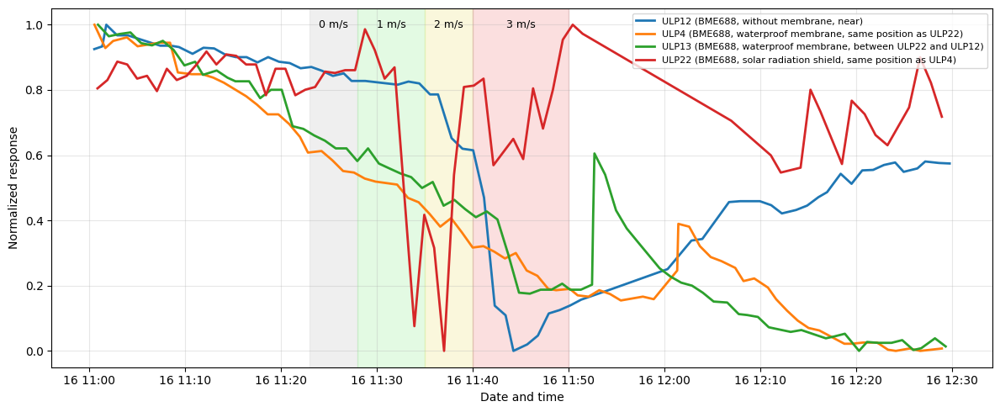 0 m/s 1 m/s 2 m/s 3 m/s
ULP12 (BME688, without membrane, near)
ULP4 (BME688, waterproof membrane, same position as ULP22)
ULP13 (BME688, waterproof membrane, between ULP22 and ULP12)
ULP22 (BME688, solar radiation shield, same position as ULP4)
Normalized response
1.0
0.8
0.6
0.4
0.2
0.0
16 11:00 16 11:10 16 11:20 16 11:30 16 11:40 16 11:50 16 12:00 16 12:10 16 12:20 16 12:30
Date and time